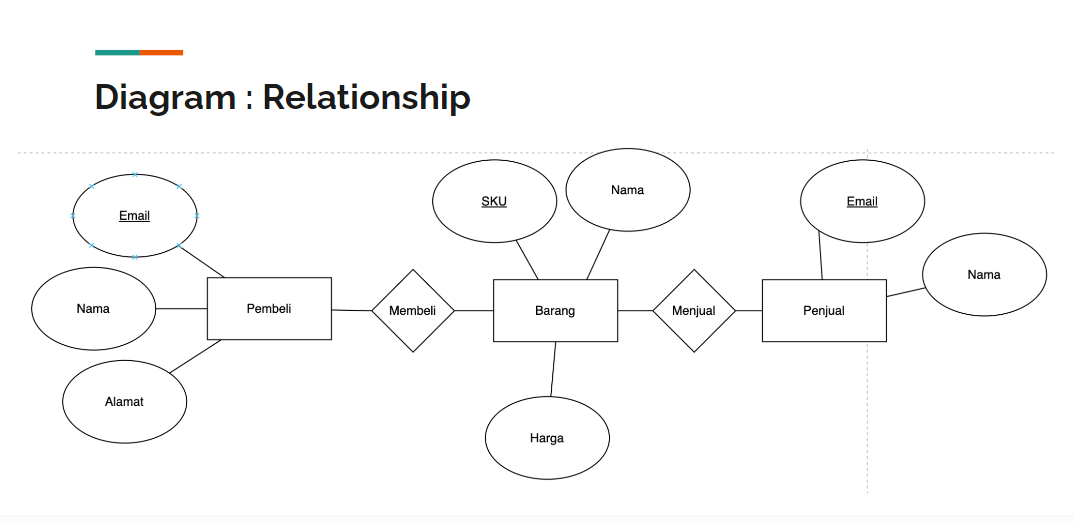 Diagram : Relationship
Email
Nama
Alamat
Pembeli
Membeli
SKU
Nama
Barang
Harga
Menjual
Penjual
Email
Nama